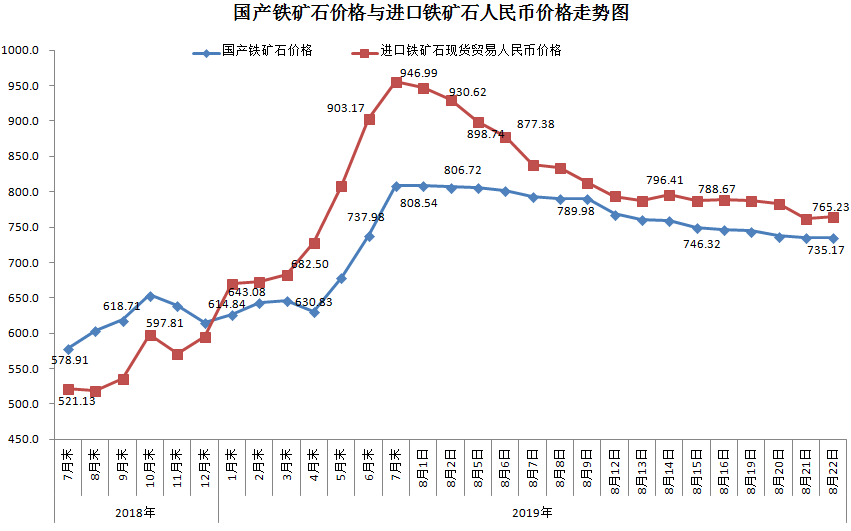 国产铁矿石价格与进口铁矿石人民币价格走势图
国产铁矿石价格
进口铁矿石现货贸易人民币价格
1000.0
950.0
900.0
850.0
800.0
750.0
700.0
650.0
600.0
550.0
500.0
450.0
578.91
618.71
614.84
643.08
630.83
737.98
808.54
806.72
789.98
746.32
735.17
521.13
597.81
682.50
903.17
946.99
930.62
898.74
877.38
796.41
788.67
765.23
7月末
8月末
9月末
10月末
11月末
12月末
1月末
2月末
3月末
4月末
5月末
6月末
7月末
8月1日
8月2日
8月5日
8月6日
8月7日
8月8日
8月9日
8月12日
8月13日
8月14日
8月15日
8月16日
8月19日
8月20日
8月21日
8月22日
2018年
2019年